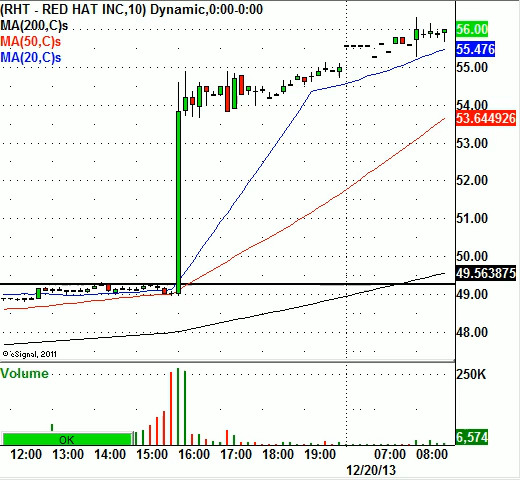 (RHT - RED HAT INC,10) Dynamic,0:00-0:00
MA(200,C)s
MA(50,C)s
MA(20,C)s
56.00
55.476
55.00
54.00
53.644926
53.00
52.00
51.00
50.00
49.563875
49.00
48.00
© eSignal, 2011
Volume
250K
6,574
OK
12:00 13:00 14:00 15:00 16:00 17:00 18:00 19:00 07:00 08:00
12/20/13